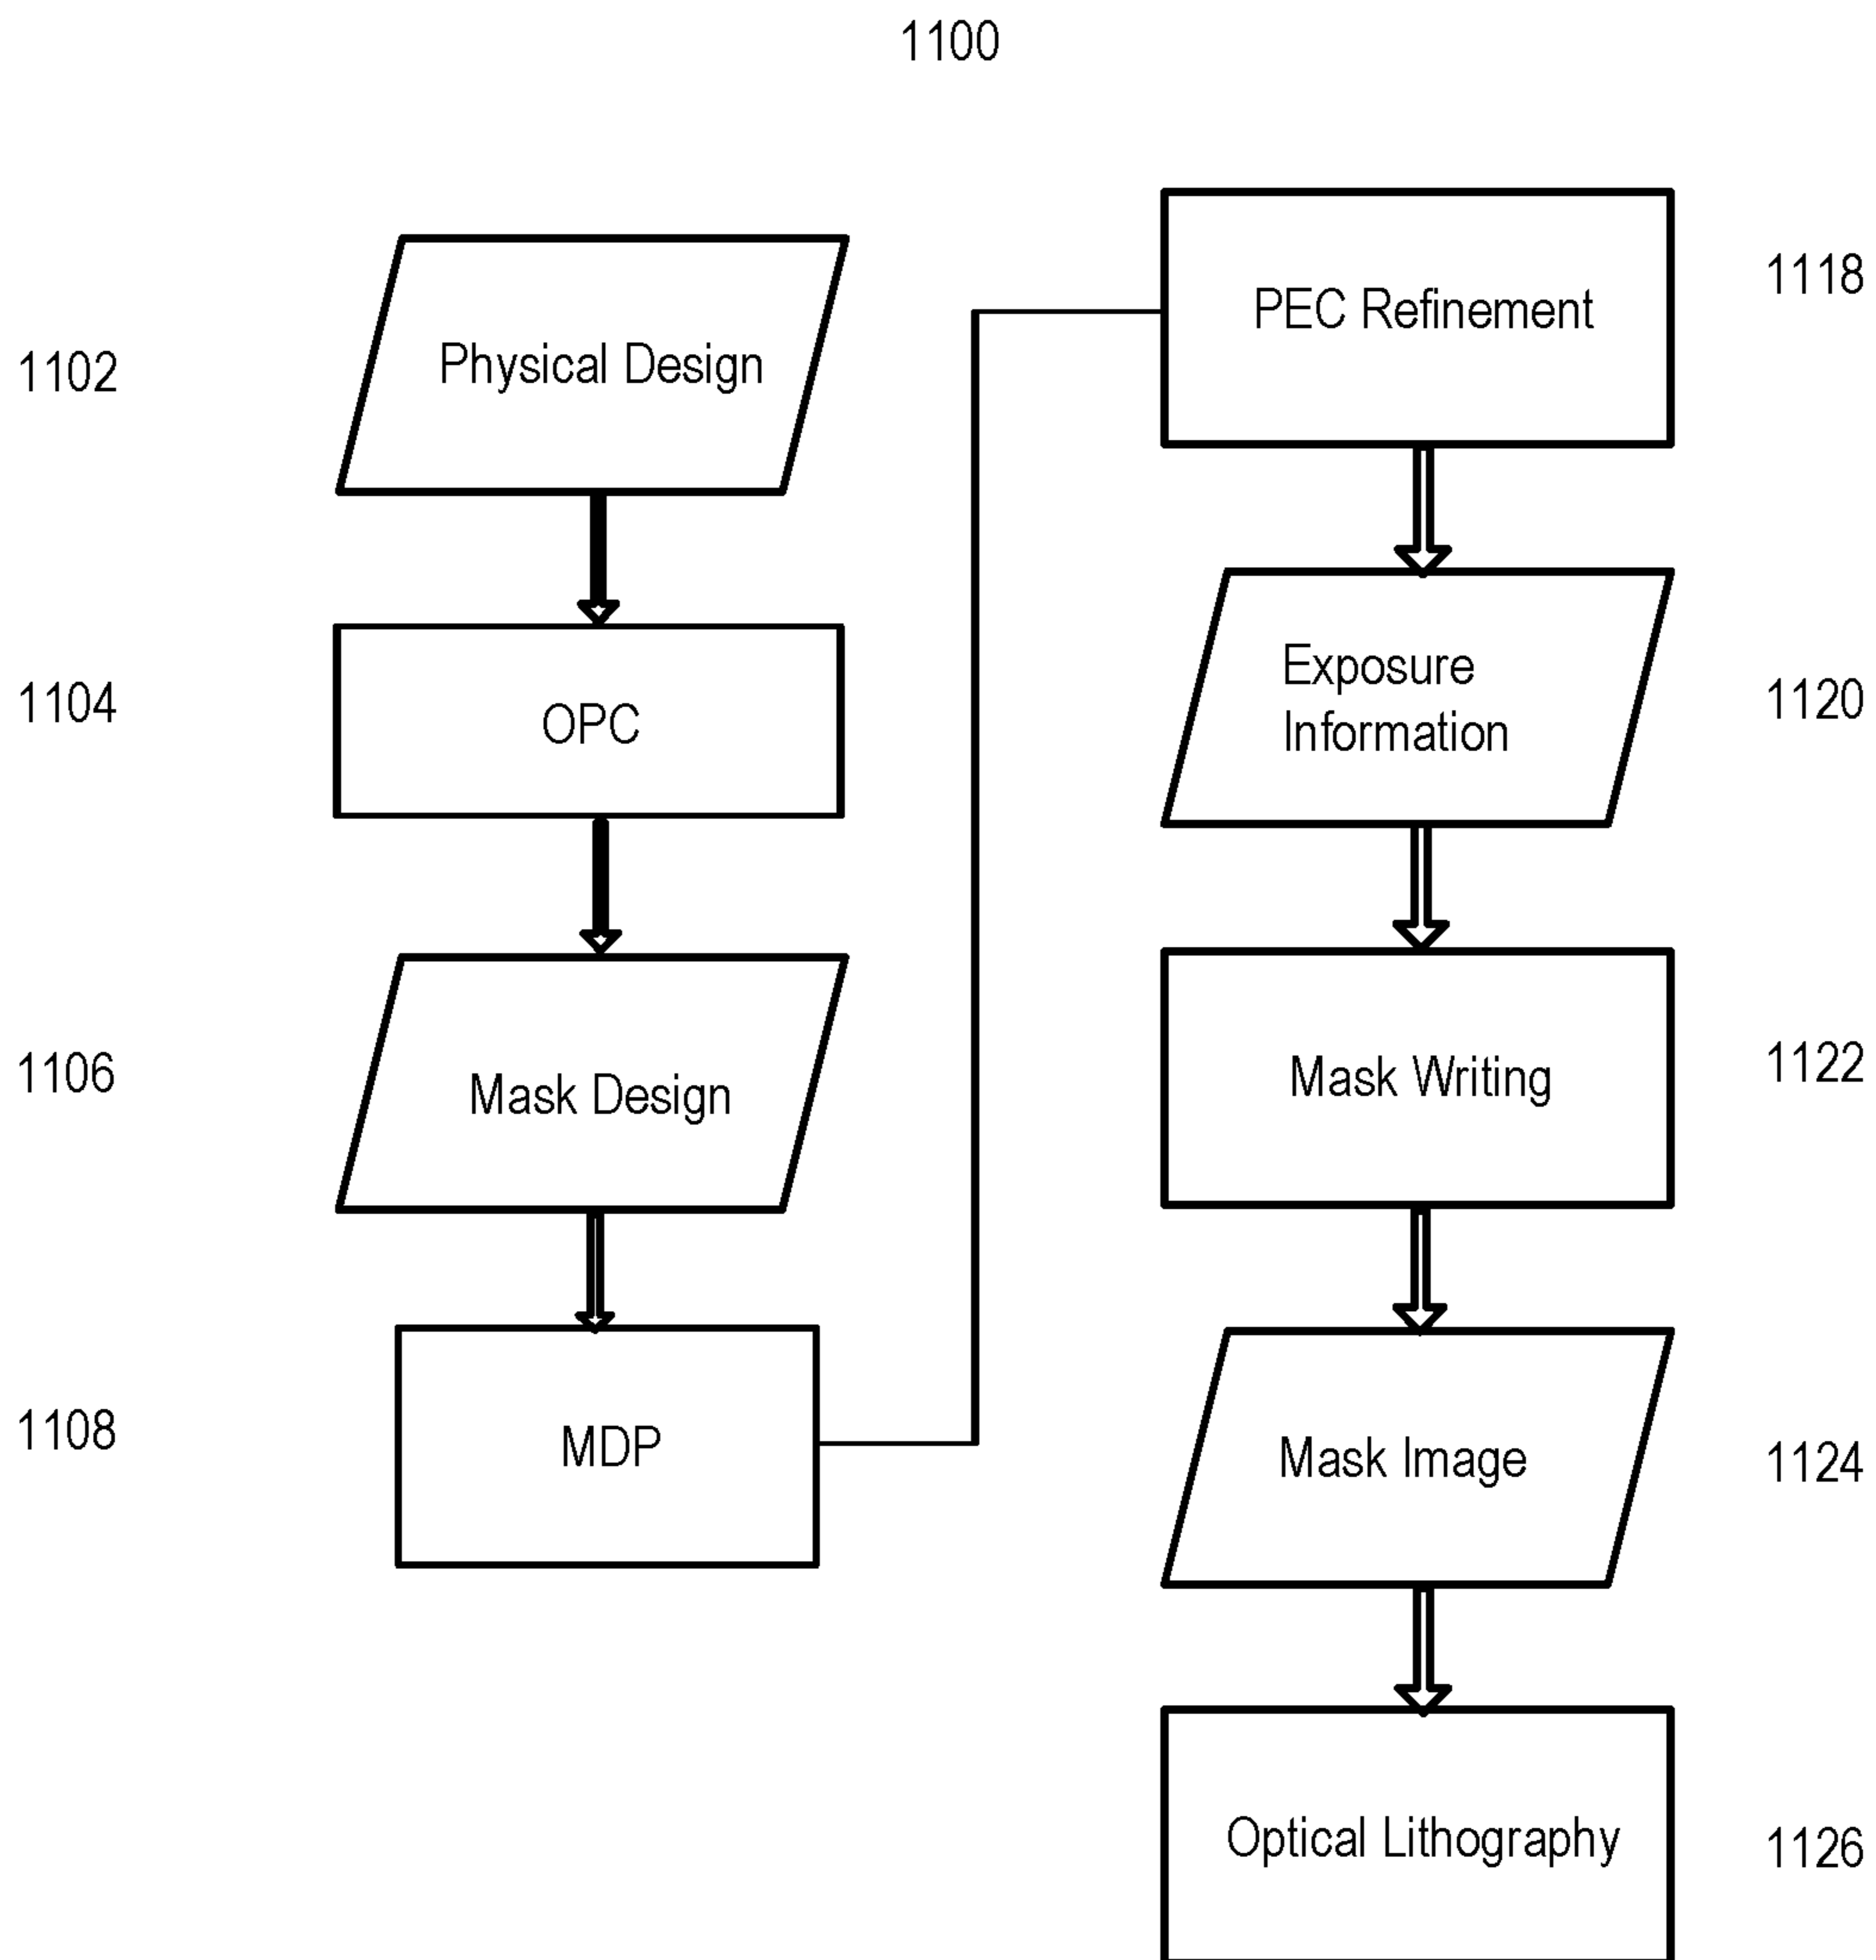 1100
1102
Physical Design
1104
OPC
1106
Mask Design
1108
MDP
PEC Refinement
1118
Exposure
Information
1120
Mask Writing
1122
Mask Image
1124
Optical Lithography
1126